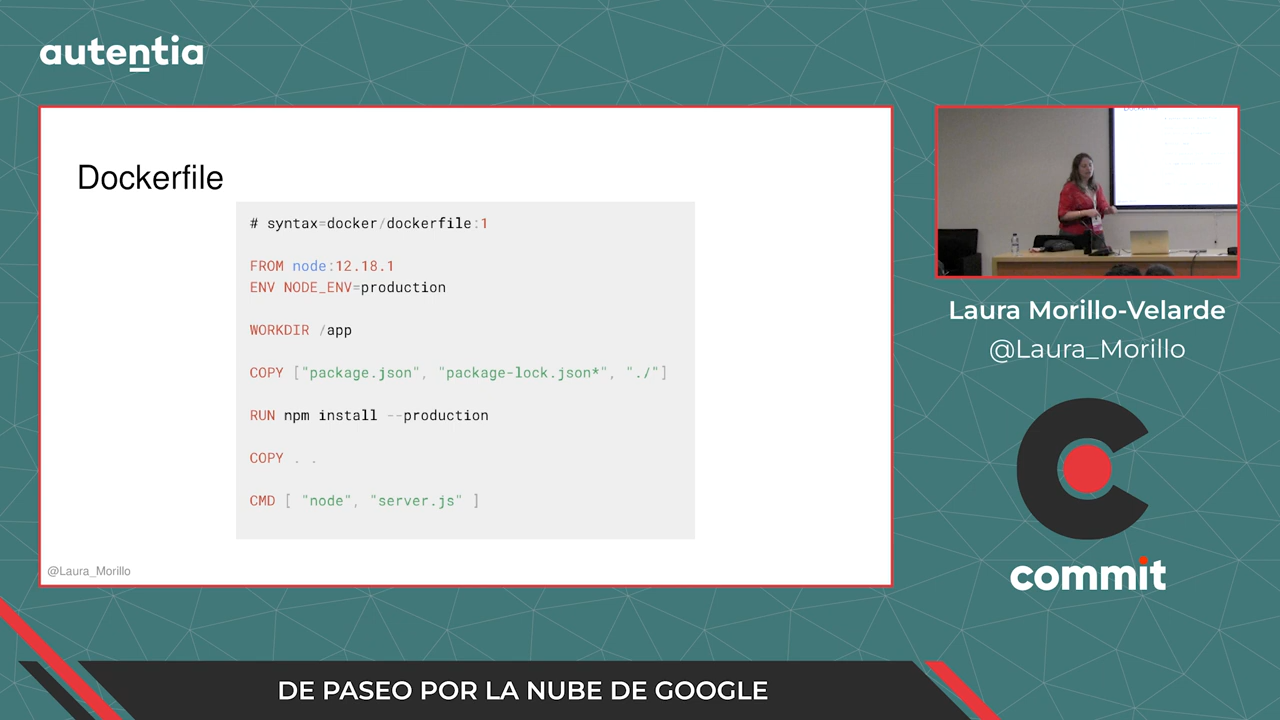 autentia
Dockerfile
# syntax=docker/dockerfile:1
FROM node:12.18.1
ENV NODE_ENV=production
WORKDIR /app
COPY ["package.json", "package-lock.json*", "./"]
RUN npm install --production
COPY . .
CMD [ "node", "server.js" ]
@Laura_Morillo
Laura Morillo-Velarde
@Laura_Morillo
commit
DE PASEO POR LA NUBE DE GOOGLE